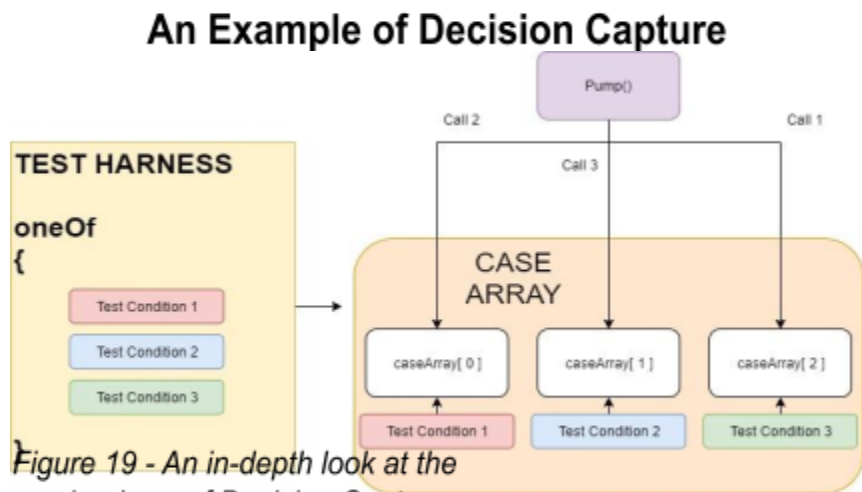 An Example of Decision Capture
Pump()
Call 2
Call 1
Call 3
TEST HARNESS
oneOf
{
Test Condition 1
Test Condition 2
Test Condition 3
}
CASE
ARRAY
caseArray[ 0 ]
caseArray[ 1 ]
caseArray[ 2 ]
Test Condition 1
Test Condition 2
Test Condition 3
Figure 19 - An in-depth look at the